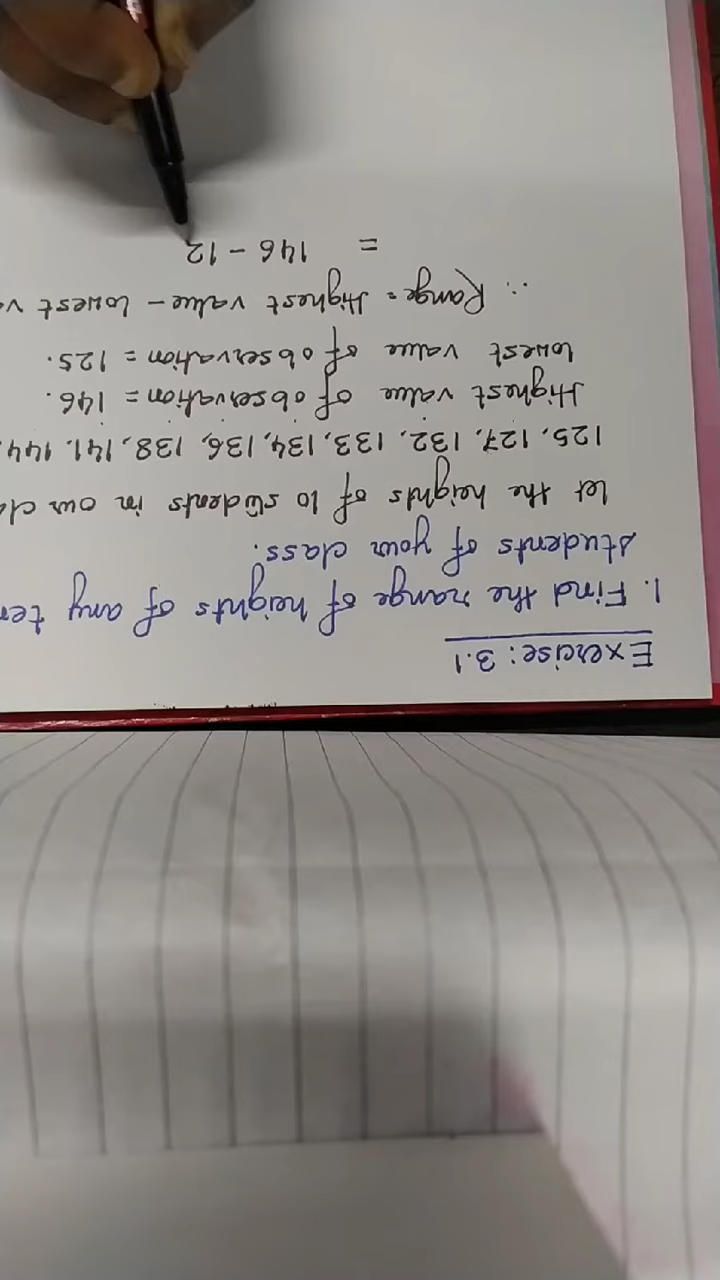 Exercise: 3.1
1. Find the range of heights of any
students of your class.
let the heights of 10 students in our
125, 127, 132, 133, 134, 136, 138, 141, 144
Highest value of observation = 146.
lowest value of observation = 125.
∴ Range = Highest value - lowest
= 146 - 12